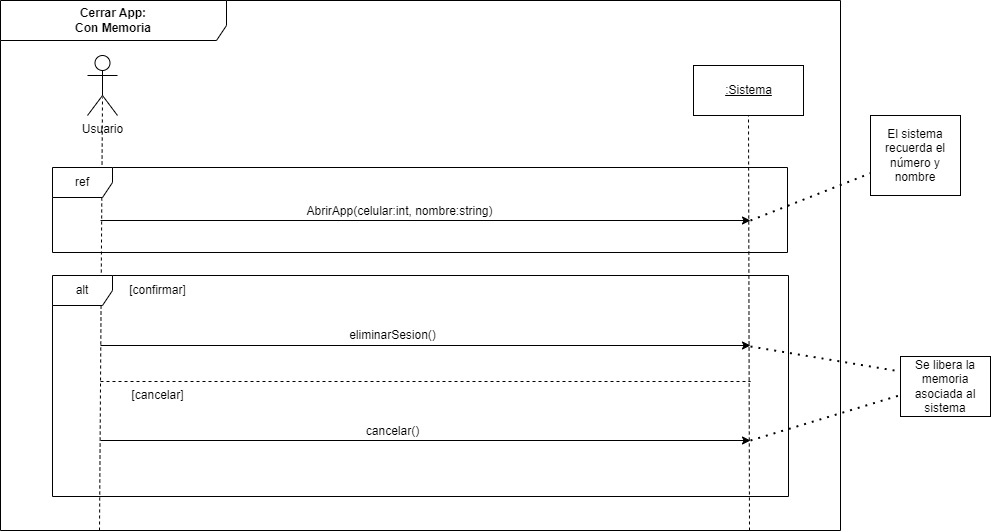 Cerrar App:
Con Memoria
:Sistema
Usuario
El sistema
recuerda el
número y
nombre
ref
AbrirApp(celular:int, nombre:string)
alt
[confirmar]
eliminarSesion()
Se libera la
memoria
asociada al
sistema
[cancelar]
cancelar()